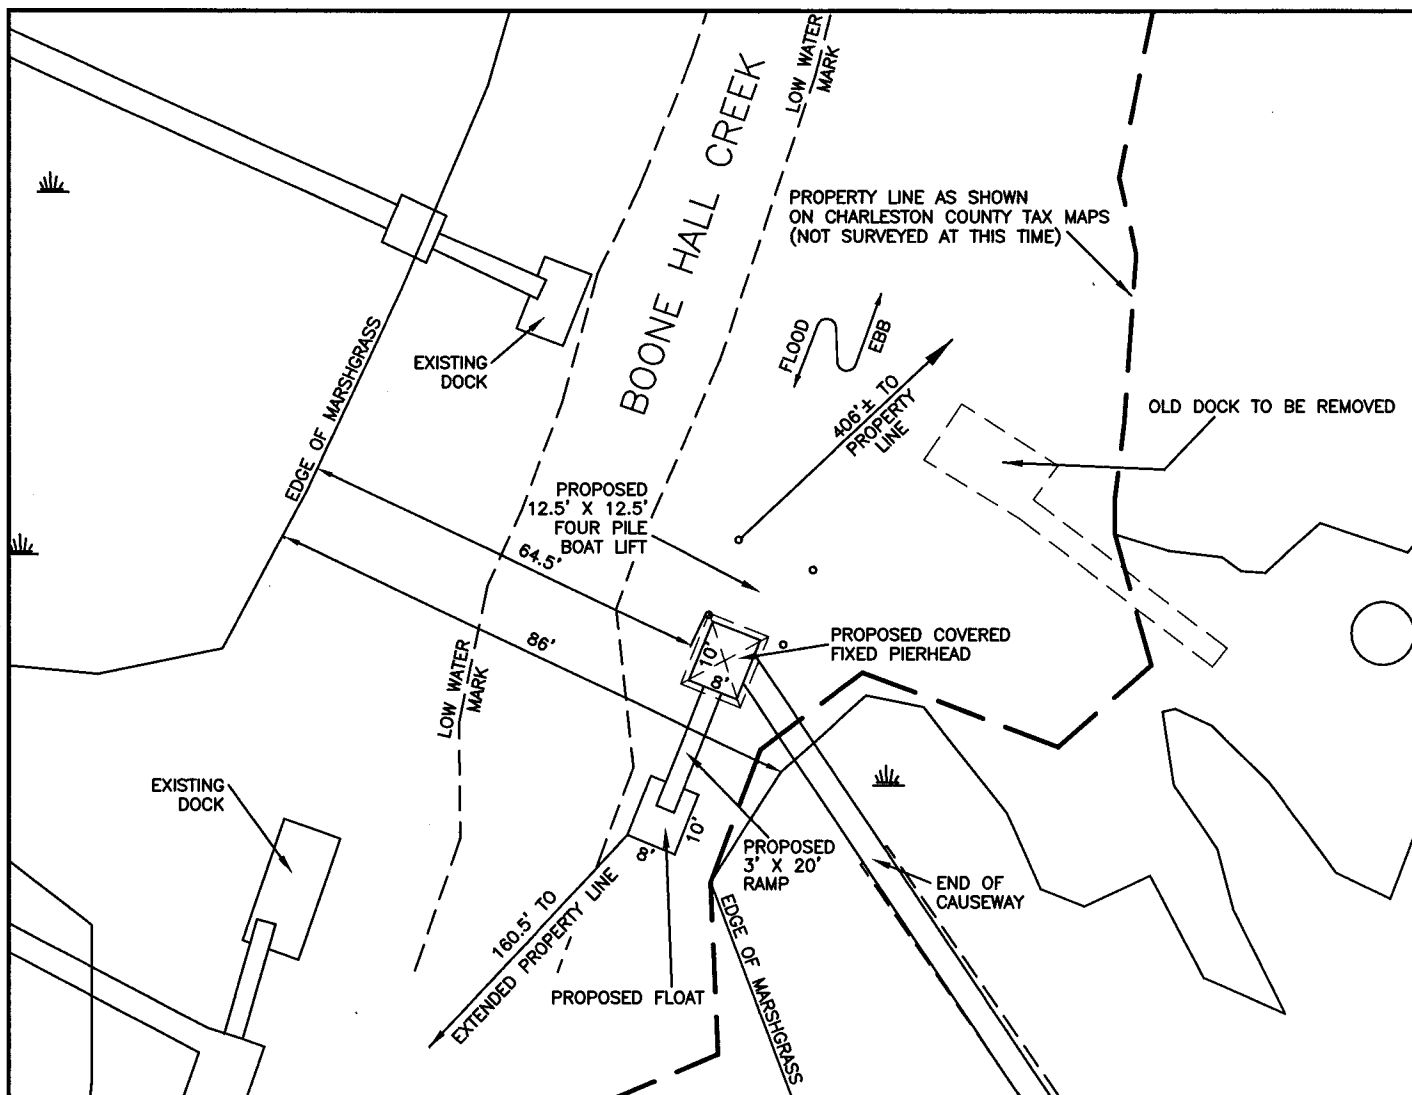 LOW WATER
MARK
BOONE HALL CREEK
PROPERTY LINE AS SHOWN
ON CHARLESTON COUNTY TAX MAPS
(NOT SURVEYED AT THIS TIME)
FLOOD
EBB
EXISTING
DOCK
EDGE OF MARSHGRASS
406'± TO
PROPERTY
LINE
OLD DOCK TO BE REMOVED
PROPOSED
12.5' X 12.5'
FOUR PILE
BOAT LIFT
64.5'
86'
PROPOSED COVERED
FIXED PIERHEAD
10'
8'
LOW WATER
MARK
EXISTING
DOCK
10'
8'
PROPOSED
3' X 20'
RAMP
END OF
CAUSEWAY
160.5' TO
EXTENDED PROPERTY LINE
PROPOSED FLOAT
EDGE OF MARSHGRASS